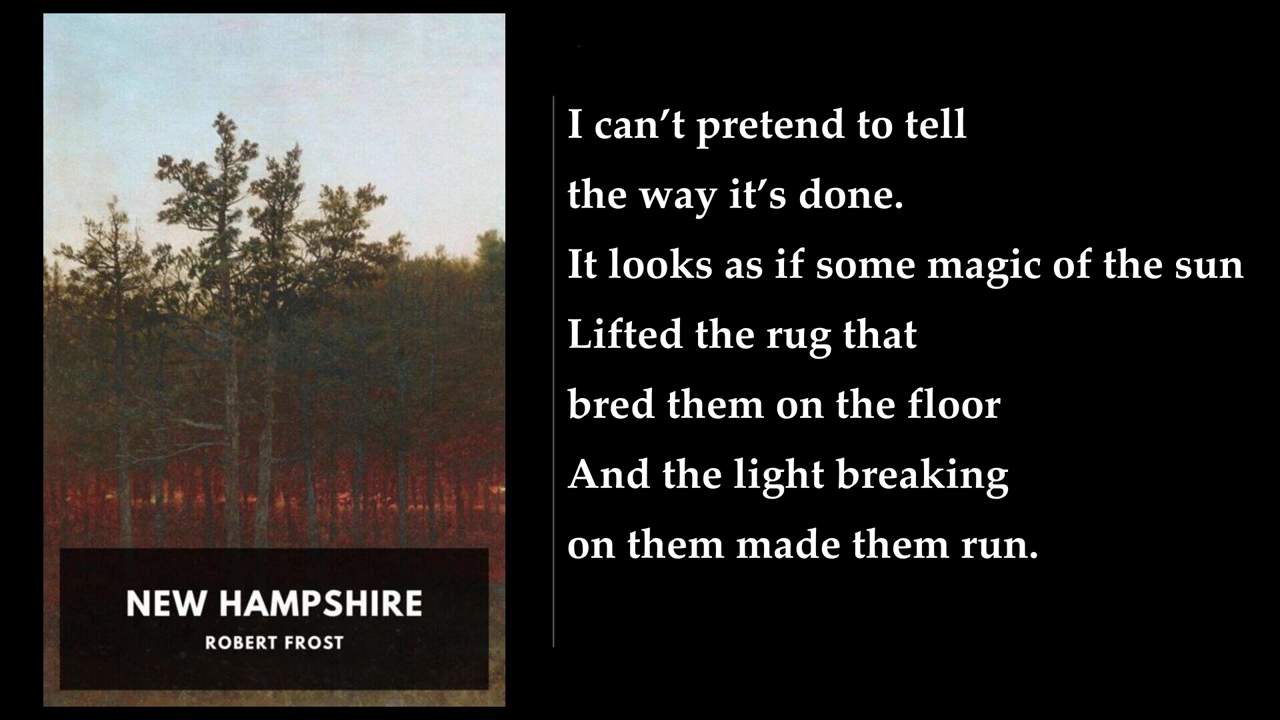 NEW HAMPSHIRE
ROBERT FROST
I can’t pretend to tell
the way it’s done.
It looks as if some magic of the sun
Lifted the rug that
bred them on the floor
And the light breaking
on them made them run.